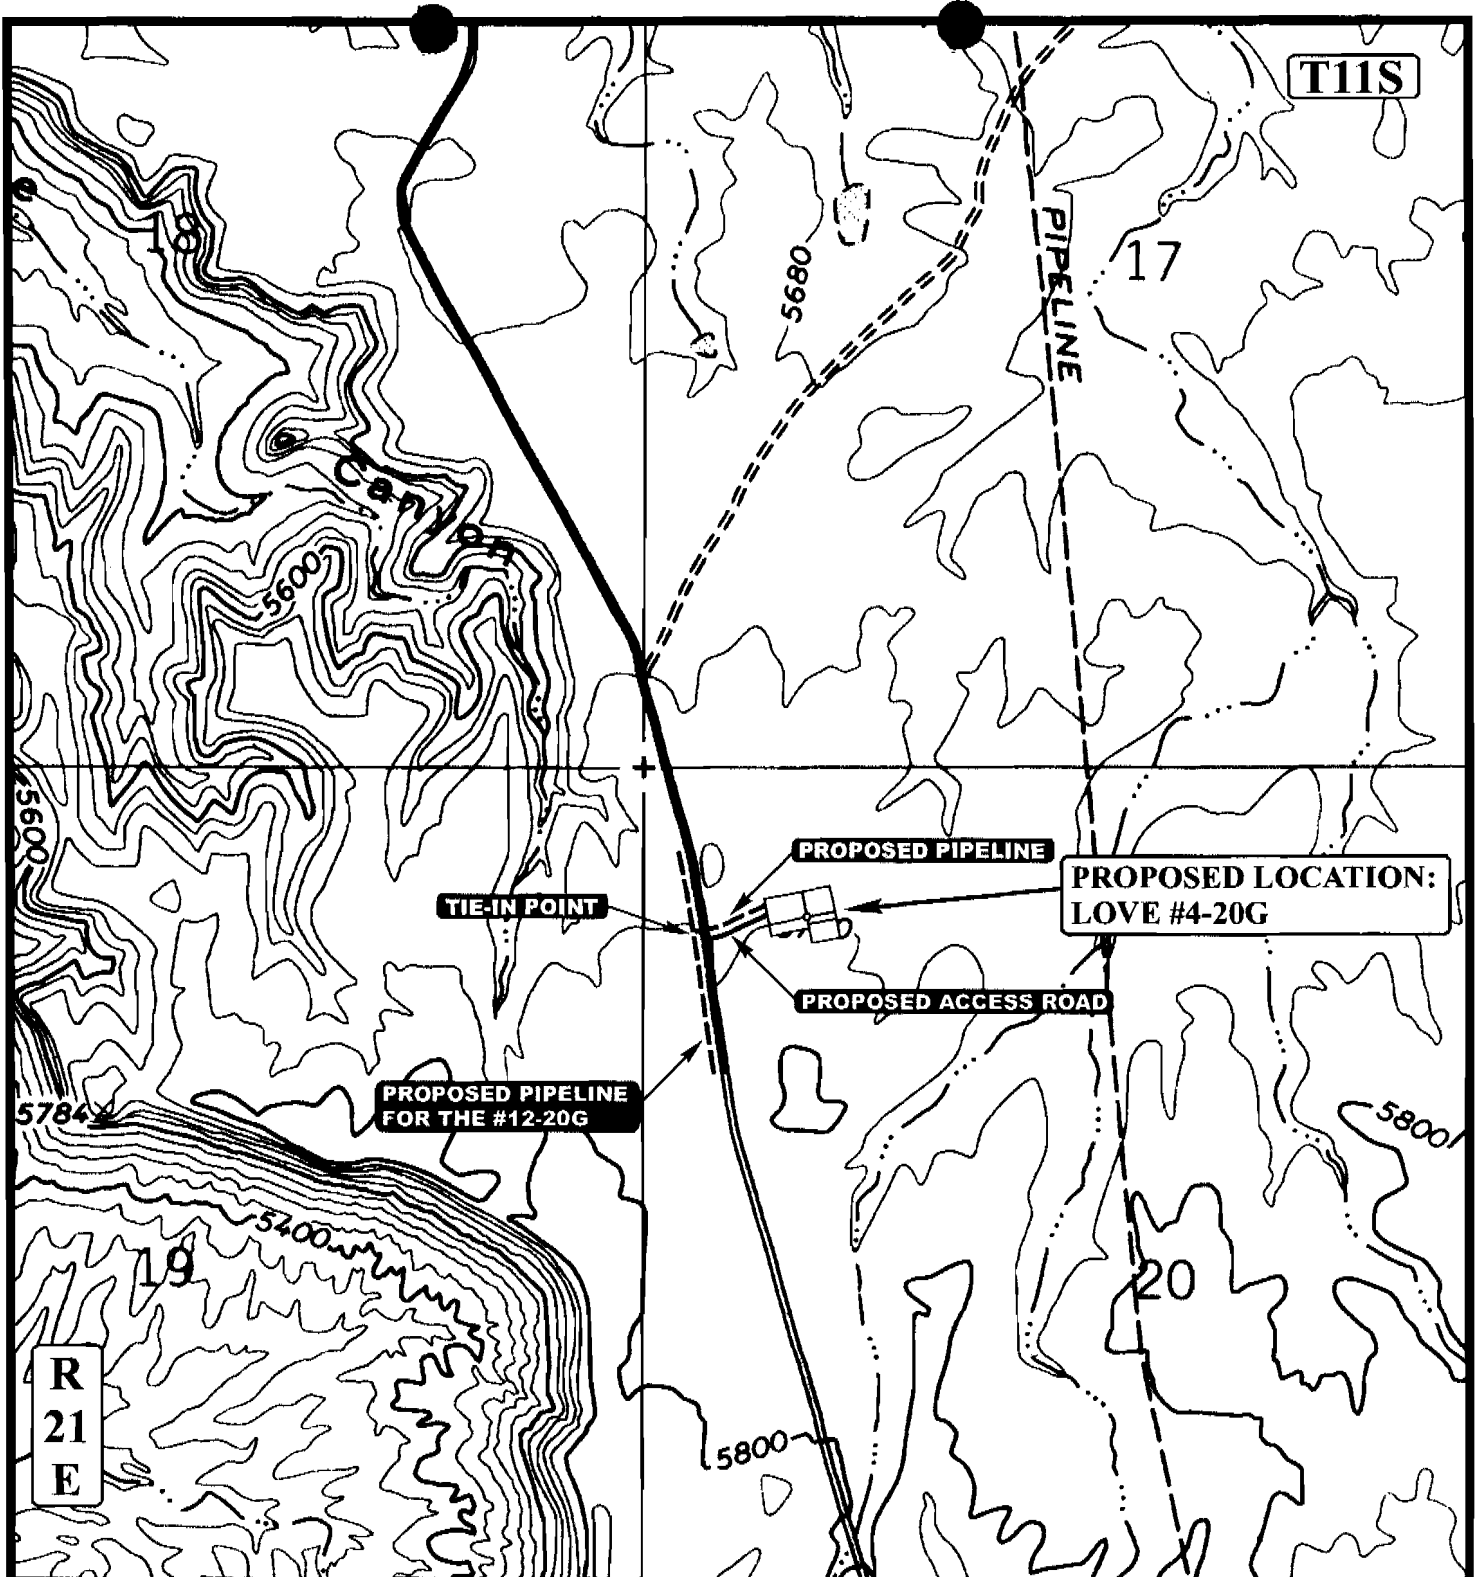 T11S
e
18
PIPELINE
17
5680
Canyon
5600
5600
PROPOSED PIPELINE
PROPOSED LOCATION:
LOVE #4-20G
TIE-IN POINT
PROPOSED ACCESS ROAD
PROPOSED PIPELINE
FOR THE #12-20G
5784
5800
5400
19
20
R
21
E
5800